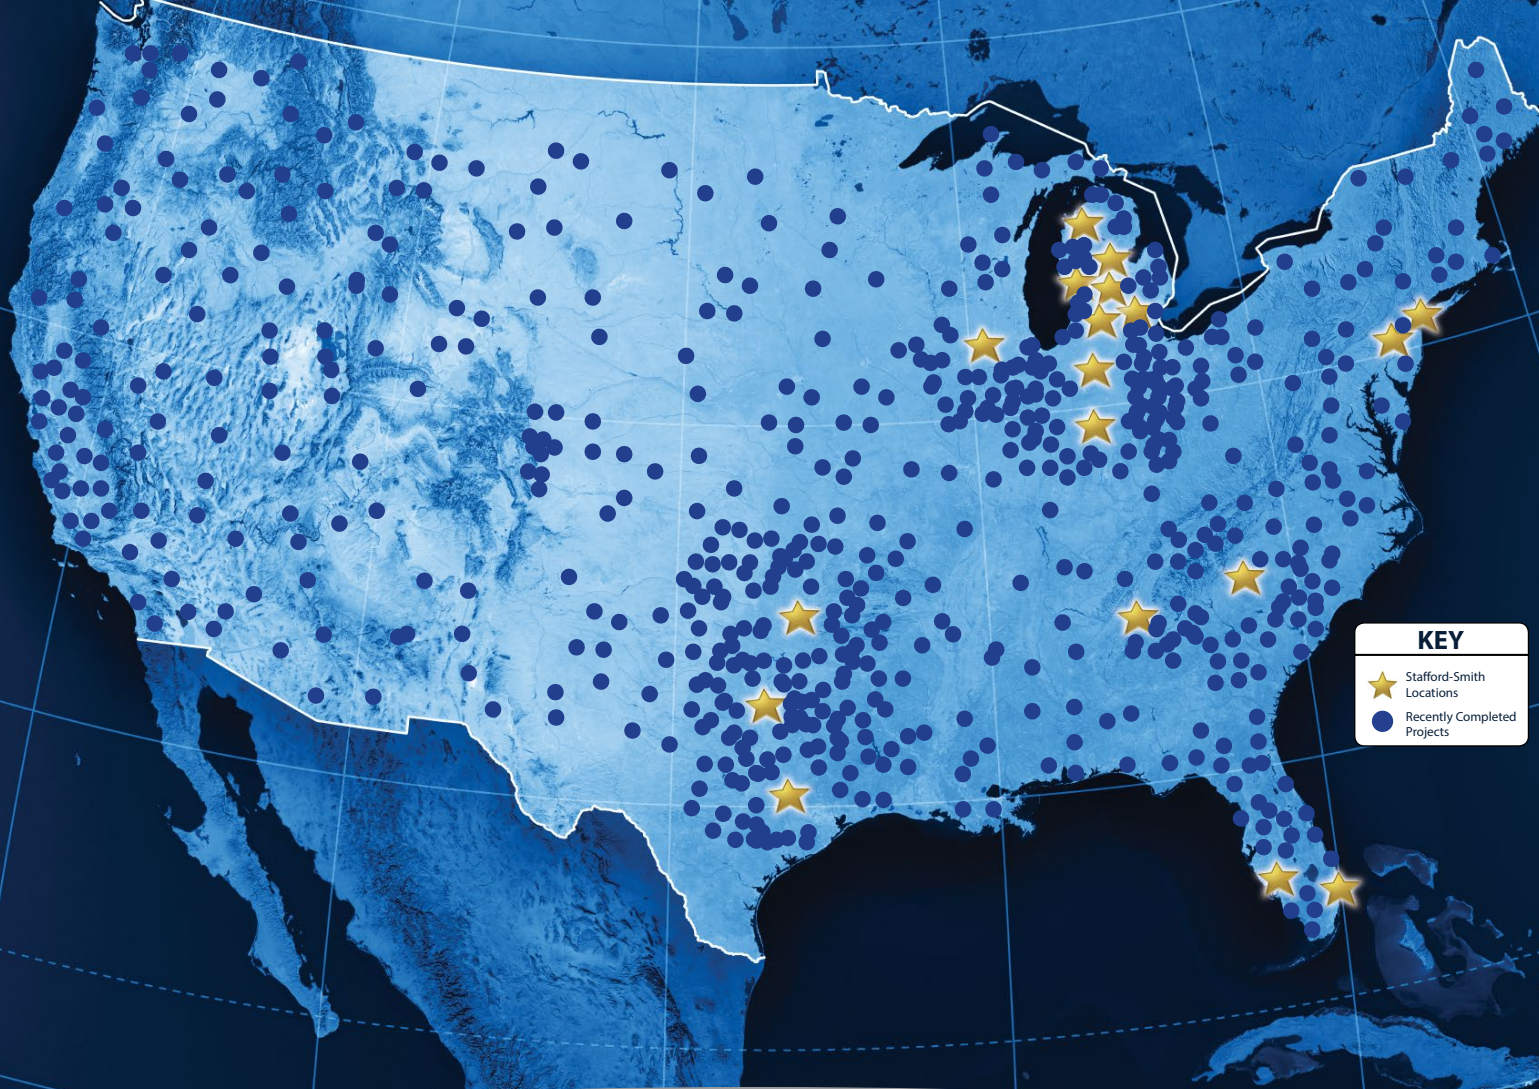 KEY
Stafford-Smith
Locations
Recently Completed
Projects